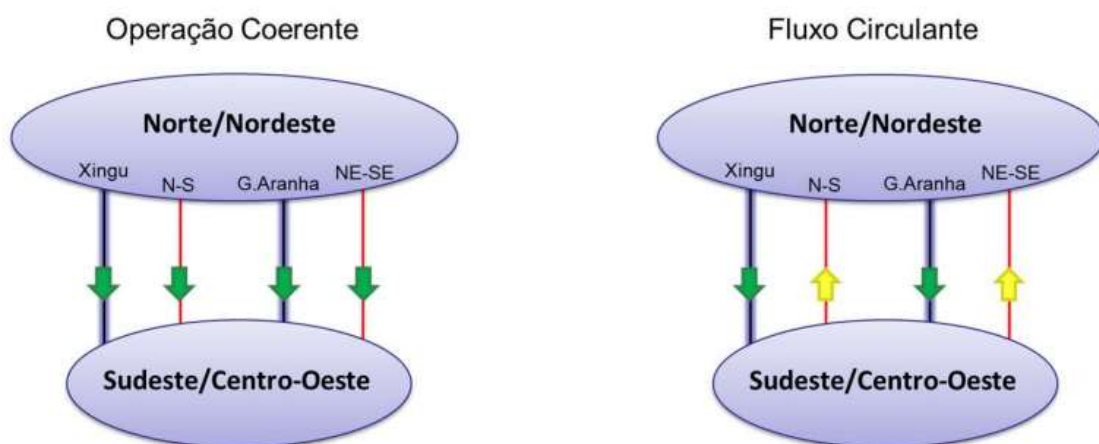 Operação Coerente
Fluxo Circulante
Norte/Nordeste
Xingu
N-S
G.Aranha
NE-SE
Sudeste/Centro-Oeste
Norte/Nordeste
Xingu
N-S
G.Aranha
NE-SE
Sudeste/Centro-Oeste